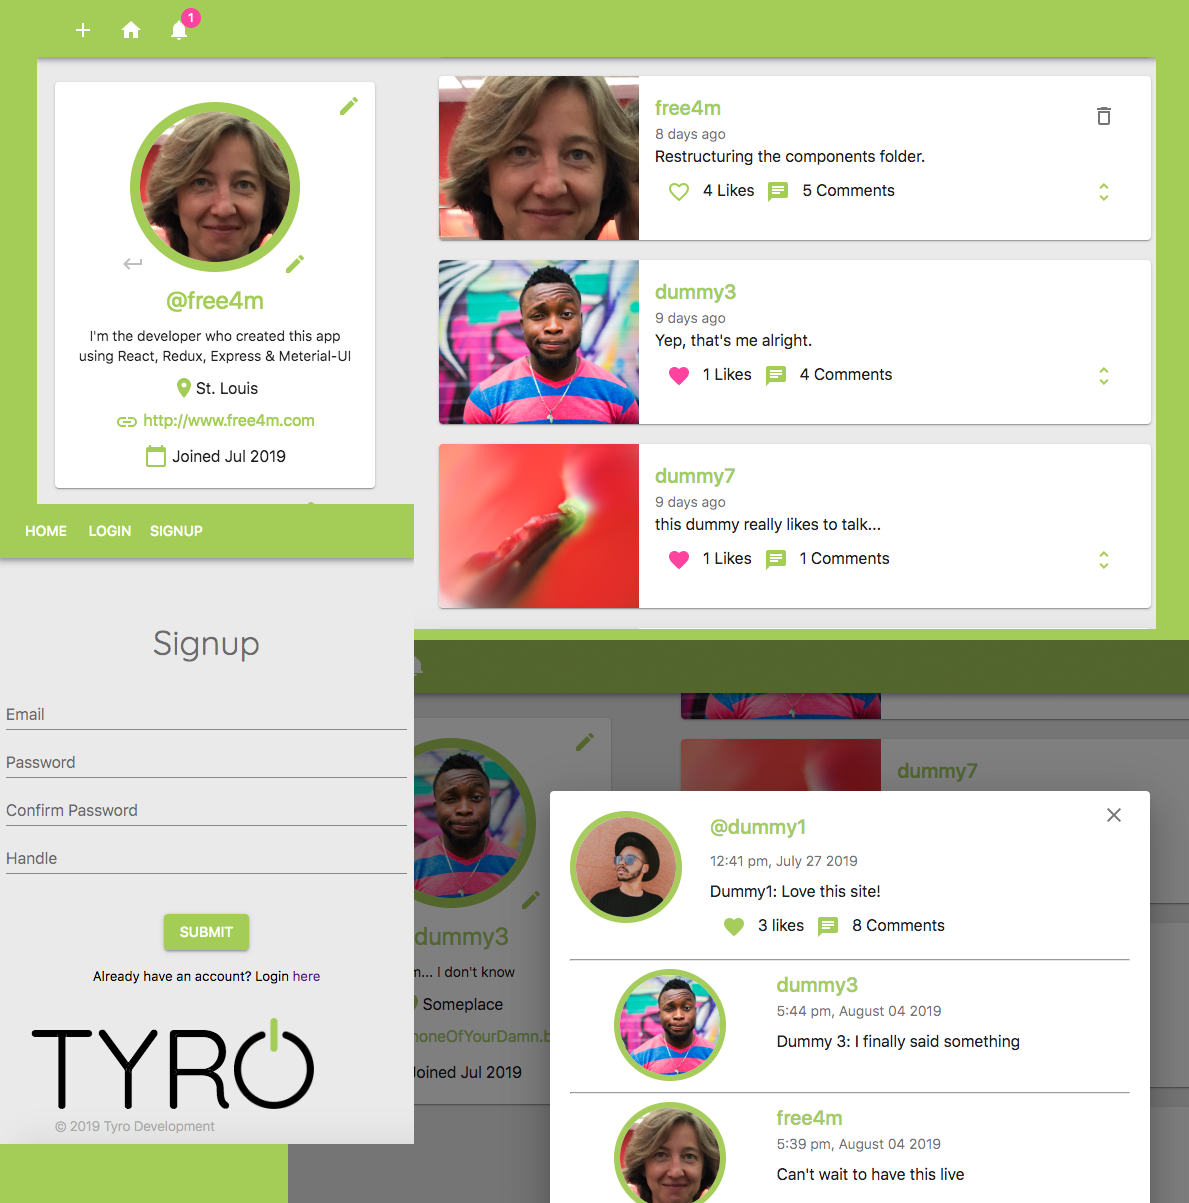 1
@free4m
I'm the developer who created this app
using React, Redux, Express & Meterial-UI
St. Louis
http://www.free4m.com
Joined Jul 2019
free4m
8 days ago
Restructuring the components folder.
4 Likes 5 Comments
dummy3
9 days ago
Yep, that's me alright.
1 Likes 4 Comments
dummy7
9 days ago
this dummy really likes to talk...
1 Likes 1 Comments
HOME LOGIN SIGNUP
Signup
Email
Password
Confirm Password
Handle
SUBMIT
Already have an account? Login here
TYRO
© 2019 Tyro Development
dummy3
... I don't know
Someplace
noneOfYourDamn.b
Joined Jul 2019
dummy7
@dummy1
12:41 pm, July 27 2019
Dummy1: Love this site!
3 likes 8 Comments
dummy3
5:44 pm, August 04 2019
Dummy 3: I finally said something
free4m
5:39 pm, August 04 2019
Can't wait to have this live